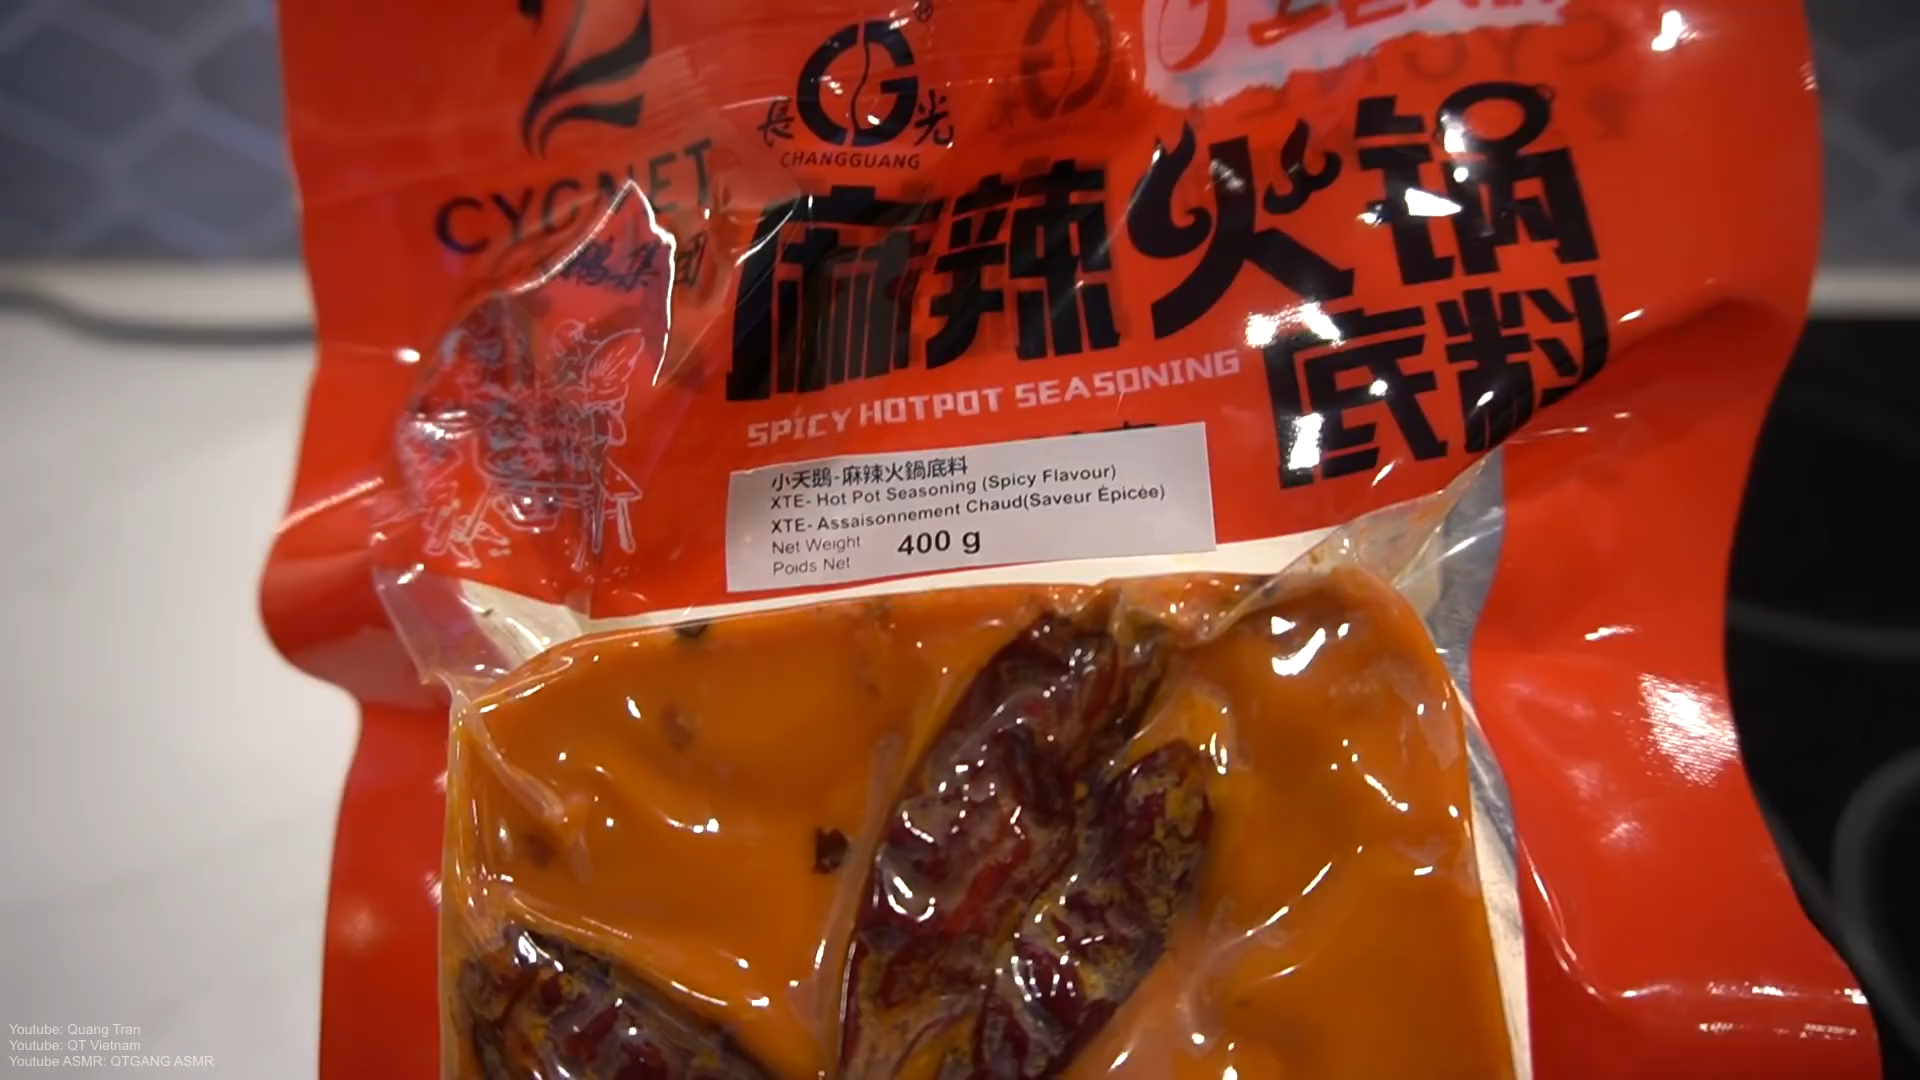 CYGNET
集团
長 光
CHANGGUANG
麻辣火锅
底料
SPICY HOTPOT SEASONING
小天鵝-麻辣火鍋底料
XTE- Hot Pot Seasoning (Spicy Flavour)
XTE- Assaisonnement Chaud(Saveur Épicée)
Net Weight 400 g
Poids Net
Youtube: Quang Tran
Youtube: QT Vietnam
Youtube ASMR: QTGANG ASMR